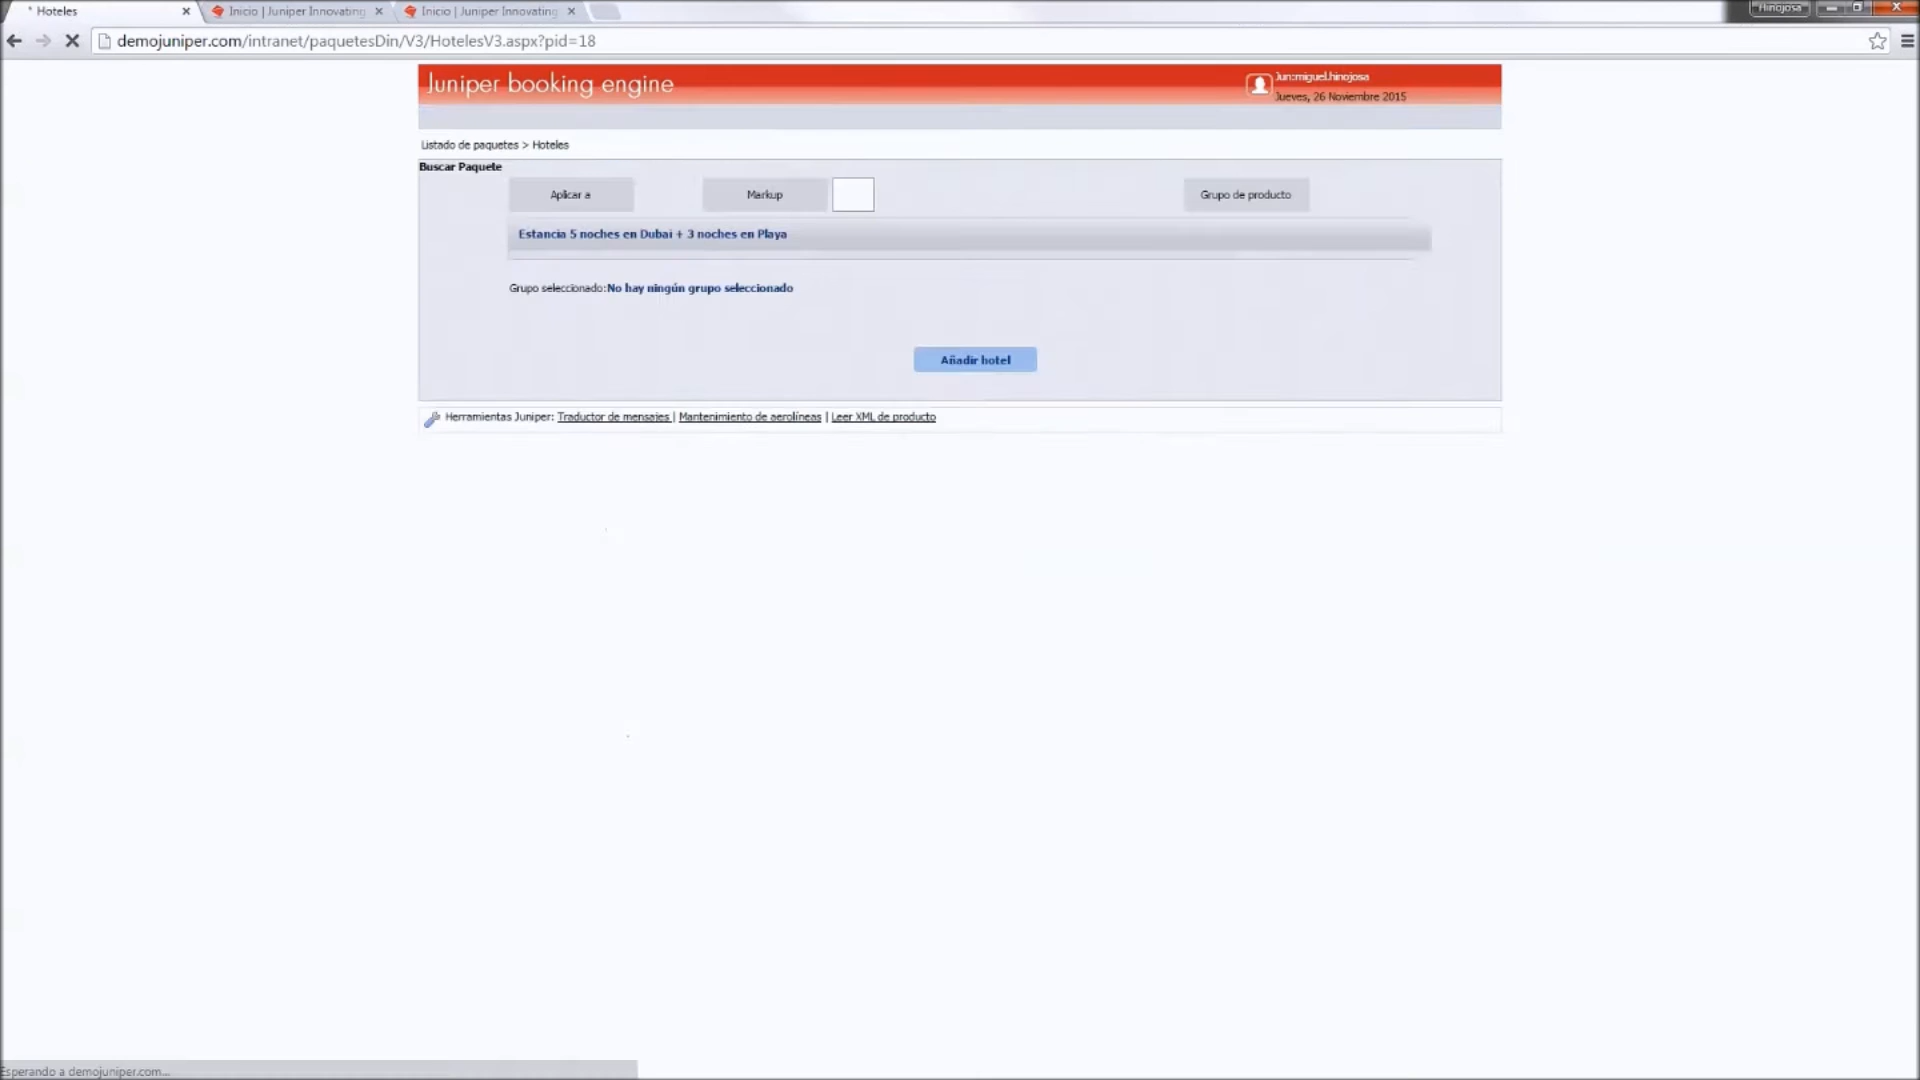 * Hoteles
Inicio | Juniper Innovating
Inicio | Juniper Innovating
Hinojosa
demojuniper.com/intranet/paquetesDin/V3/HotelesV3.aspx?pid=18
Juniper booking engine
Jun:miguel.hinojosa
Jueves, 26 Noviembre 2015
Listado de paquetes > Hoteles
Buscar Paquete
Aplicar a
Markup
Grupo de producto
Estancia 5 noches en Dubai + 3 noches en Playa
Grupo seleccionado:No hay ningún grupo seleccionado
Añadir hotel
Herramientas Juniper: Traductor de mensajes | Mantenimiento de aerolíneas | Leer XML de producto
Esperando a demojuniper.com...